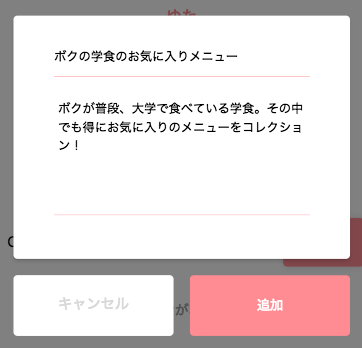 ゆた
ボクの学食のお気に入りメニュー
ボクが普段、大学で食べている学食。その中
でも得にお気に入りのメニューをコレクショ
ン！
キャンセル
が
追加